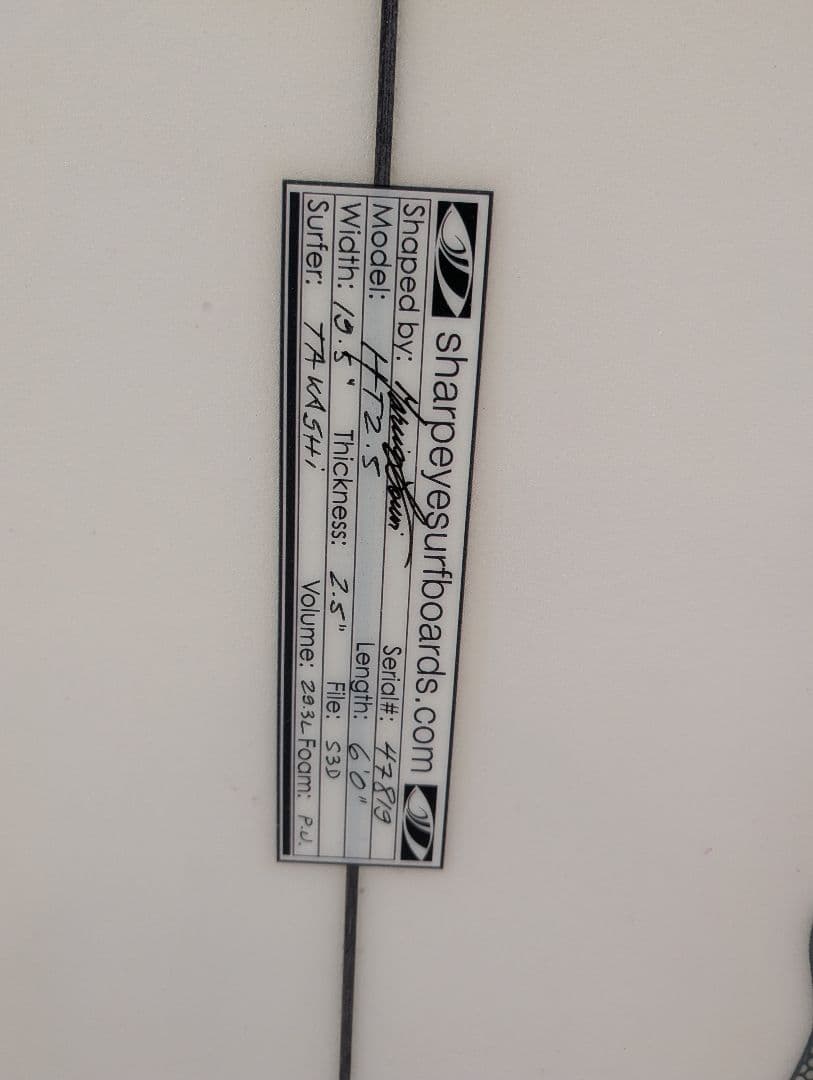 sharpeyesurfboards.com
Shaped by: Serial#: 47819
Model: HT2.5 Length: 6'0"
Width: 19.5" Thickness: 2.5" File: S3D
Surfer: TAKASHi Volume: 29.3L Foam: P.U.